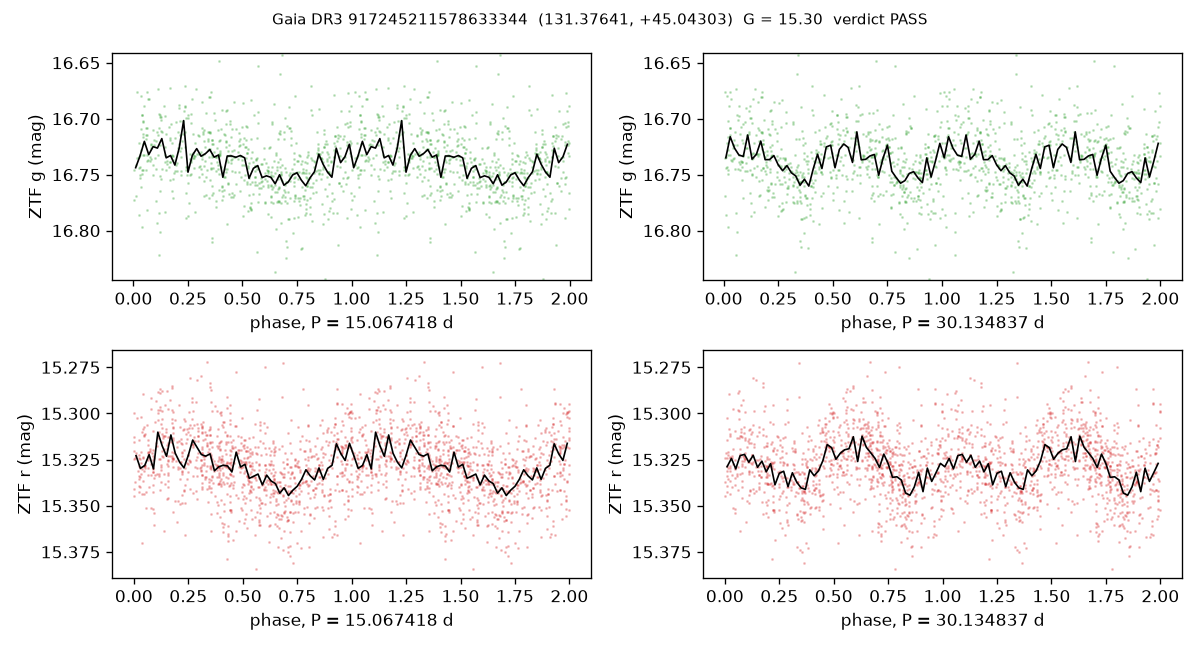 Gaia DR3 917245211578633344  (131.37641, +45.04303)  G = 15.30  verdict PASS
ZTF g (mag)
16.65
16.70
16.75
16.80
0.00 0.25 0.50 0.75 1.00 1.25 1.50 1.75 2.00
phase, P = 15.067418 d
ZTF g (mag)
16.65
16.70
16.75
16.80
0.00 0.25 0.50 0.75 1.00 1.25 1.50 1.75 2.00
phase, P = 30.134837 d
ZTF r (mag)
15.275
15.300
15.325
15.350
15.375
0.00 0.25 0.50 0.75 1.00 1.25 1.50 1.75 2.00
phase, P = 15.067418 d
ZTF r (mag)
15.275
15.300
15.325
15.350
15.375
0.00 0.25 0.50 0.75 1.00 1.25 1.50 1.75 2.00
phase, P = 30.134837 d